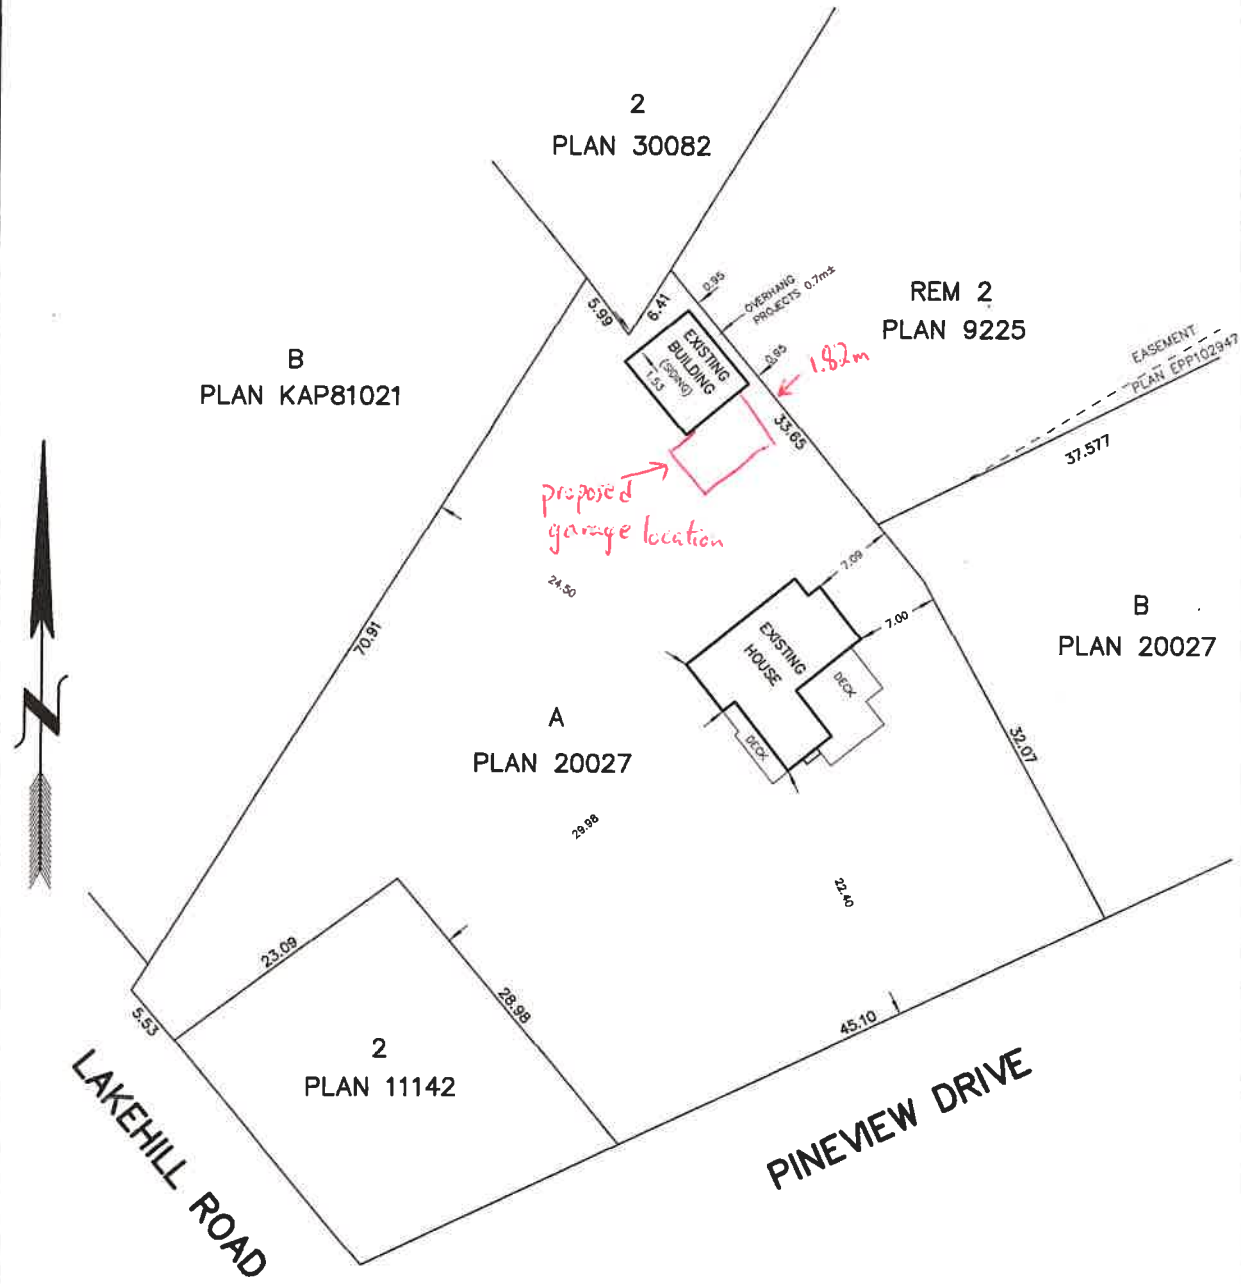 2
PLAN 30082
5.99
6.41
0.95
OVERHANG
PROJECTS 0.7m±
REM 2
PLAN 9225
EXISTING
BUILDING
(SIDING)
1.53
0.95
1.82m
33.65
EASEMENT
PLAN EPP102947
37.577
B
PLAN KAP81021
proposed
garage location
24.50
7.09
7.00
70.91
EXISTING
HOUSE
DECK
DECK
B
PLAN 20027
A
PLAN 20027
32.07
N
29.98
22.40
23.09
28.98
5.53
45.10
2
PLAN 11142
LAKEHILL ROAD
PINEVIEW DRIVE